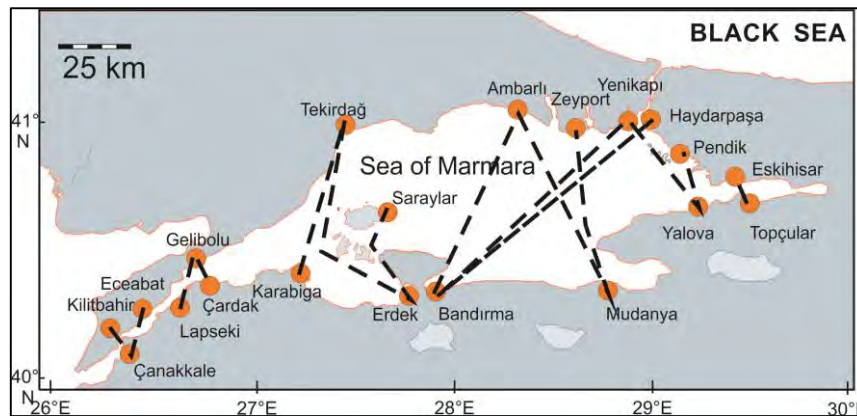 BLACK SEA
25 km
Ambarlı
Yenikapı
Zeyport
Tekirdağ
Haydarpaşa
41°
N
Pendik
Sea of Marmara
Eskihisar
Saraylar
Gelibolu
Yalova
Topçular
Eceabat
Kilitbahir
Çardak
Karabiga
Lapseki
Erdek
Bandırma
Mudanya
Çanakkale
40°
N
26°E
27°E
28°E
29°E
30°E